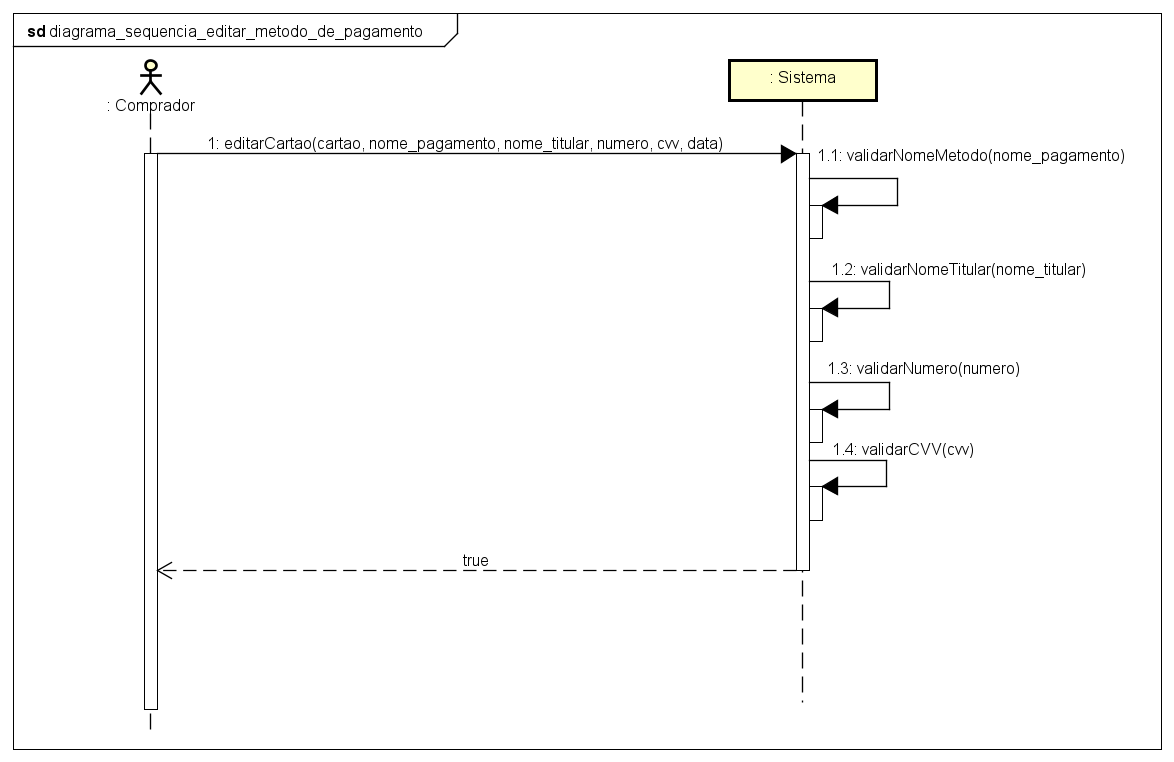 sd diagrama_sequencia_editar_metodo_de_pagamento
: Comprador
: Sistema
1: editarCartao(cartao, nome_pagamento, nome_titular, numero, cvv, data)
1.1: validarNomeMetodo(nome_pagamento)
1.2: validarNomeTitular(nome_titular)
1.3: validarNumero(numero)
1.4: validarCVV(cvv)
true